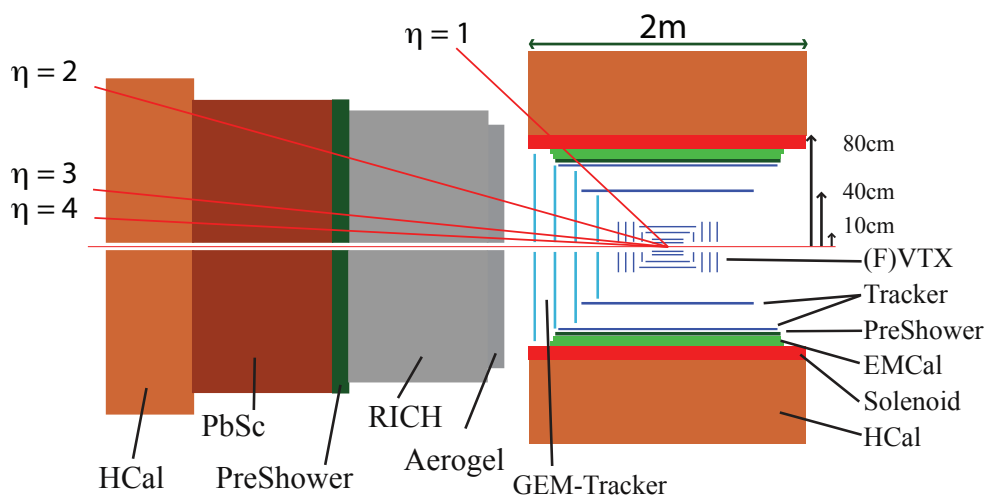 η = 1
2m
η = 2
80cm
η = 3
40cm
η = 4
10cm
(F)VTX
Tracker
PreShower
EMCal
Solenoid
HCal
PbSc
RICH
Aerogel
HCal
PreShower
GEM-Tracker